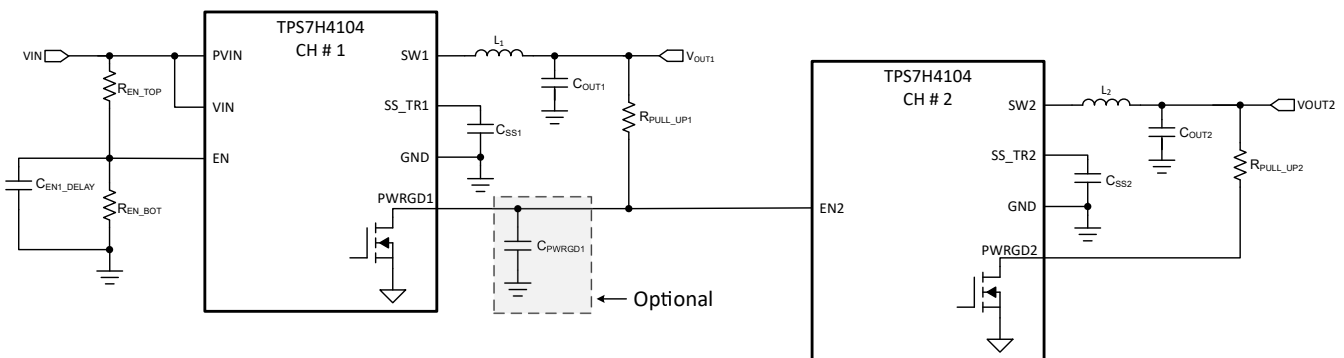 TPS7H4104
CH # 1
VIN
PVIN
SW1
L1
VOUT1
REN_TOP
COUT1
VIN
SS_TR1
RPULL_UP1
CSS1
EN
GND
CEN1_DELAY
REN_BOT
PWRGD1
CPWRGD1
Optional
TPS7H4104
CH # 2
SW2
L2
VOUT2
COUT2
SS_TR2
RPULL_UP2
CSS2
EN2
GND
PWRGD2